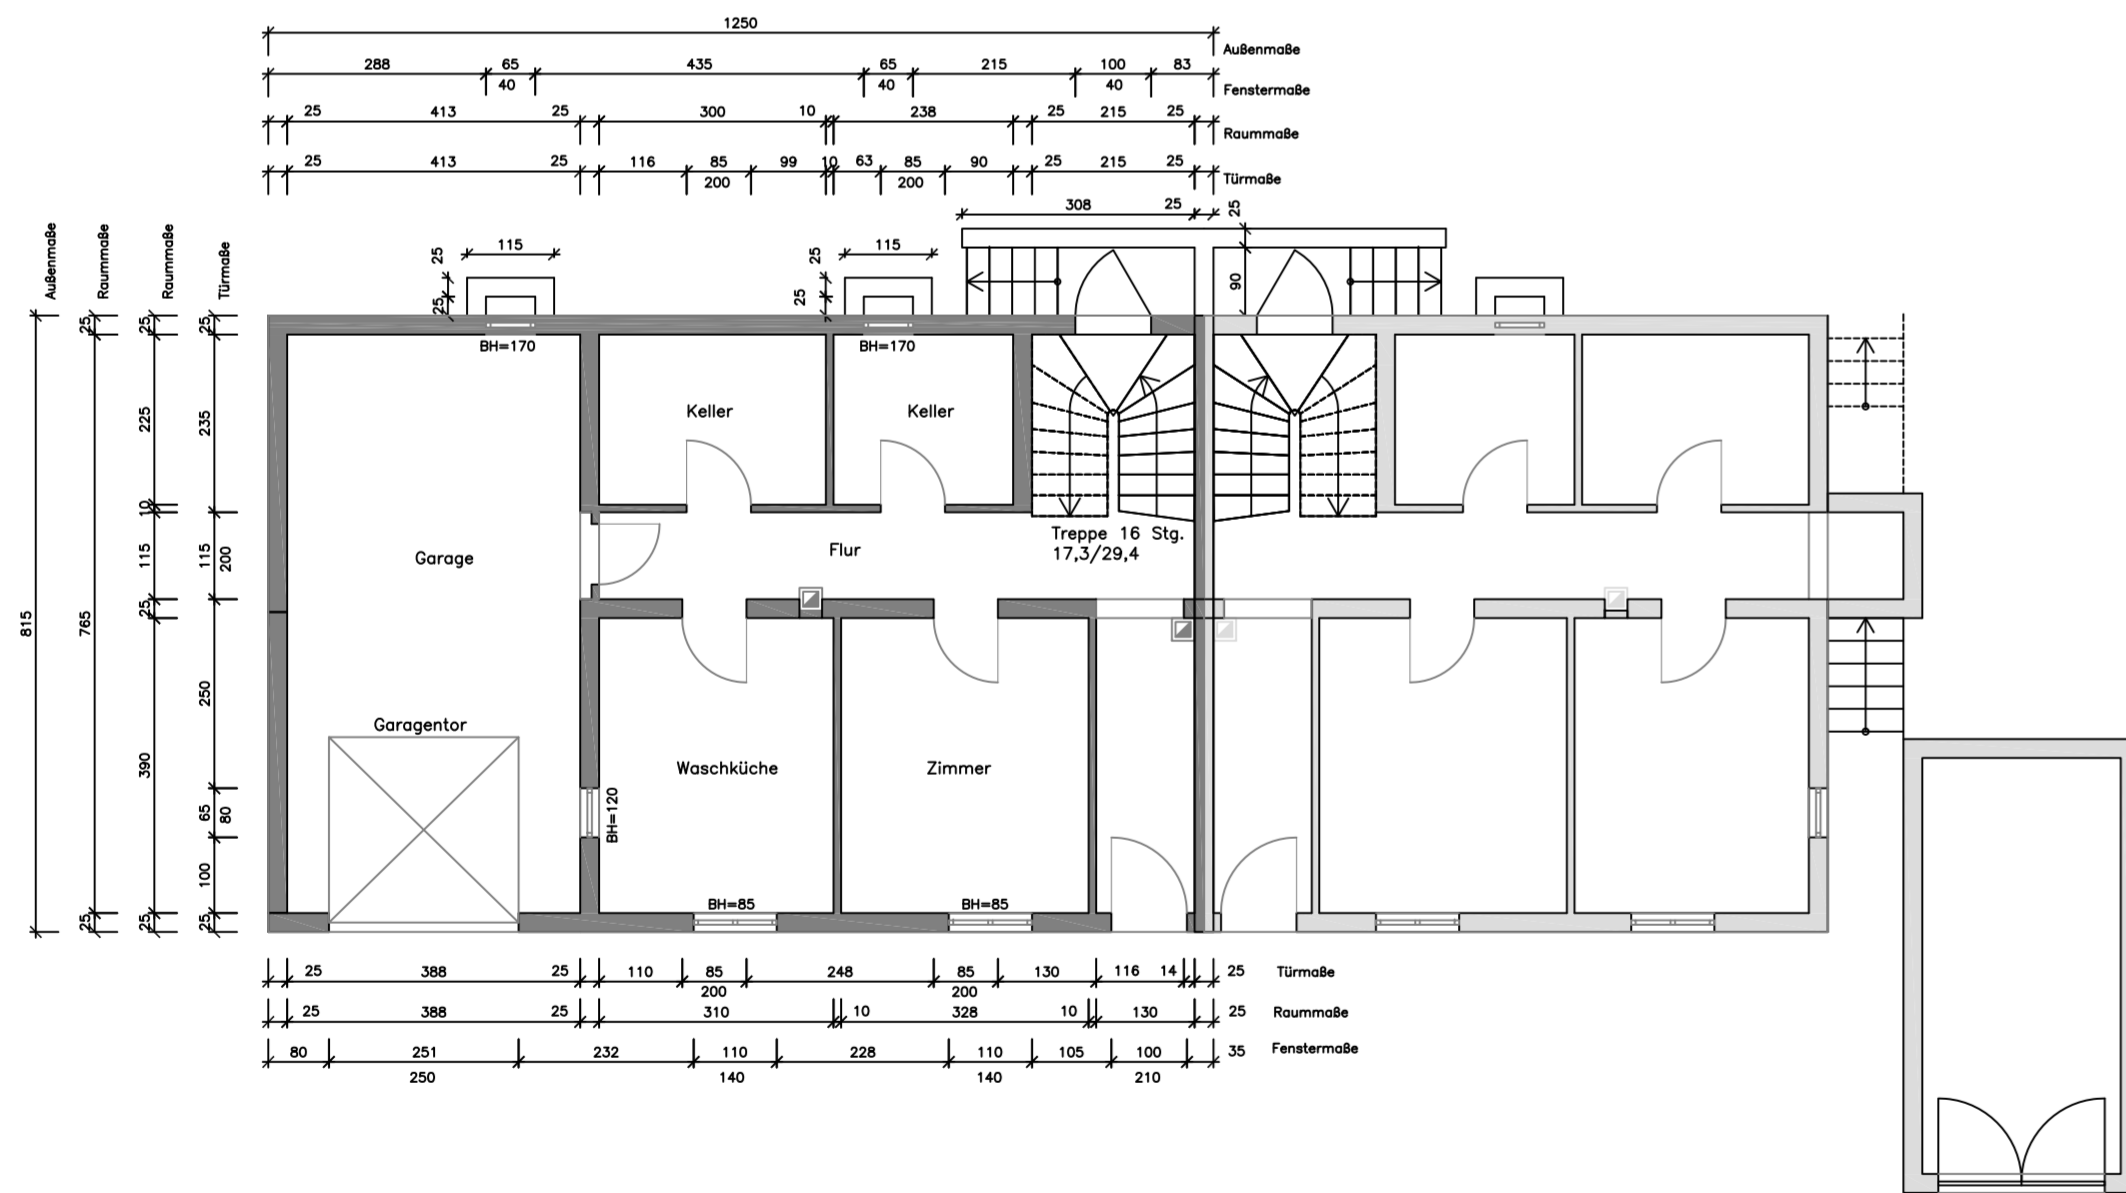 1250
Außenmaße
288 65 435 65 215 100 83
40 40 40
Fenstermaße
25 413 25 300 10 238 25 215 25
Raummaße
25 413 25 116 85 99 10 63 85 90 25 215 25
200 200
Türmaße
308 25 25
90
115 115
25 25
25 25
Außenmaße
Raummaße
Raummaße
Türmaße
815
25 765 25
25 225 10 115 25 390 25
25 235 115 250 65 100 25
200 80
BH=170 BH=170
Keller Keller
Treppe 16 Stg.
17,3/29,4
Garage Flur
Garagentor
Waschküche Zimmer
BH=120
BH=85 BH=85
25 388 25 110 85 248 85 130 116 14 25 Türmaße
200 200
25 388 25 310 10 328 10 130 25 Raummaße
80 251 232 110 228 110 105 100 35 Fenstermaße
250 140 140 210